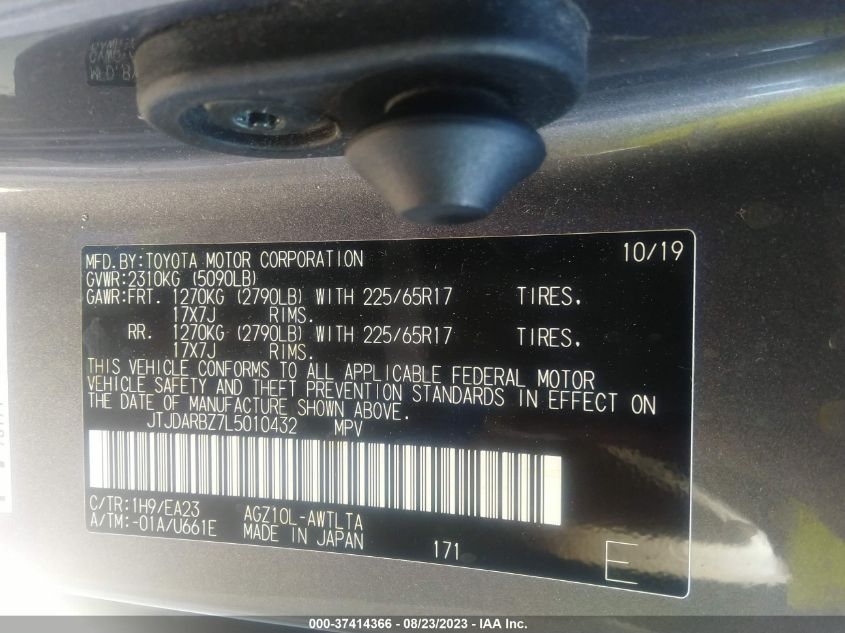 MFD.BY:TOYOTA MOTOR CORPORATION 10/19
GVWR:2310KG (5090LB)
GAWR:FRT. 1270KG (2790LB) WITH 225/65R17 TIRES,
17X7J RIMS.
RR. 1270KG (2790LB) WITH 225/65R17 TIRES,
17X7J RIMS.
THIS VEHICLE CONFORMS TO ALL APPLICABLE FEDERAL MOTOR
VEHICLE SAFETY AND THEFT PREVENTION STANDARDS IN EFFECT ON
THE DATE OF MANUFACTURE SHOWN ABOVE.
JTJDARBZ7L5010432 MPV
C/TR:1H9/EA23 AGZ10L-AWTLTA
A/TM:-01A/U661E MADE IN JAPAN 171 E
000-37414366 - 08/23/2023 - IAA Inc.